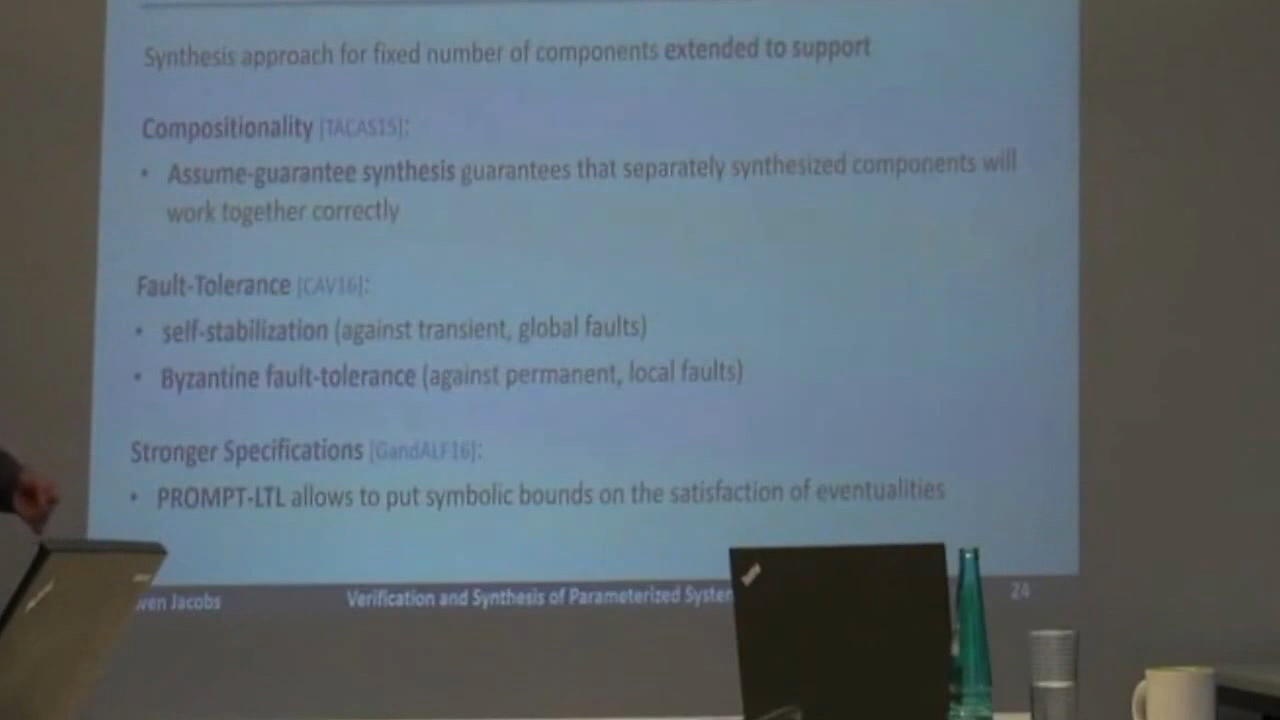 Synthesis approach for fixed number of components extended to support
Compositionality [TACAS15]:
• Assume-guarantee synthesis guarantees that separately synthesized components will
work together correctly
Fault-Tolerance [CAV16]:
• self-stabilization (against transient, global faults)
• Byzantine fault-tolerance (against permanent, local faults)
Stronger Specifications [GandALF16]:
• PROMPT-LTL allows to put symbolic bounds on the satisfaction of eventualities
wen Jacobs Verification and Synthesis of Parameterized System 24